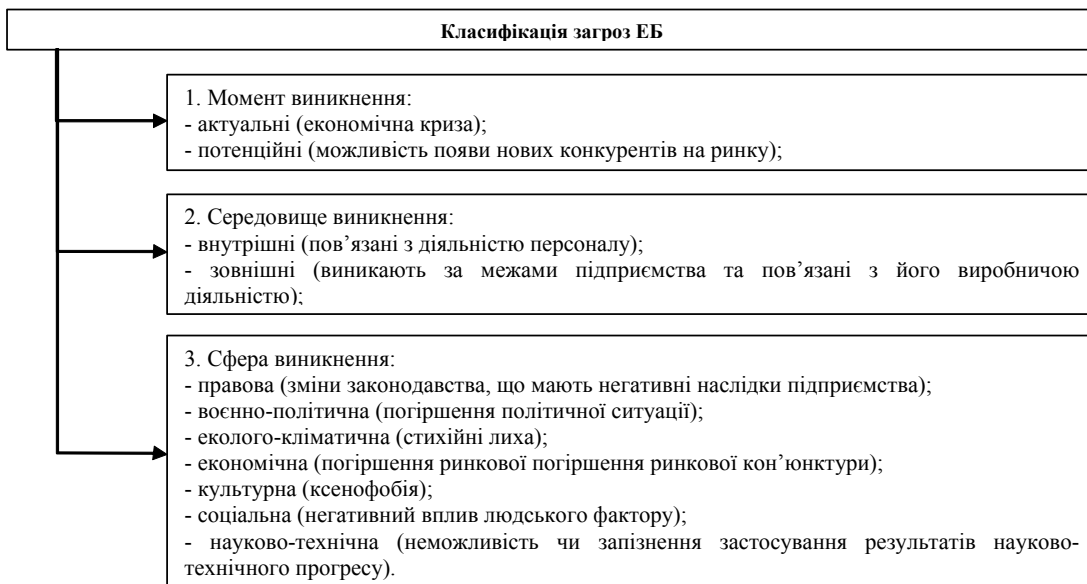 Класифікація загроз ЕБ
1. Момент виникнення:
- актуальні (економічна криза);
- потенційні (можливість появи нових конкурентів на ринку);
2. Середовище виникнення:
- внутрішні (пов’язані з діяльністю персоналу);
- зовнішні (виникають за межами підприємства та пов’язані з його виробничою
діяльністю);
3. Сфера виникнення:
- правова (зміни законодавства, що мають негативні наслідки підприємства);
- воєнно-політична (погіршення політичної ситуації);
- еколого-кліматична (стихійні лиха);
- економічна (погіршення ринкової погіршення ринкової кон’юнктури);
- культурна (ксенофобія);
- соціальна (негативний вплив людського фактору);
- науково-технічна (неможливість чи запізнення застосування результатів науково-
технічного прогресу).